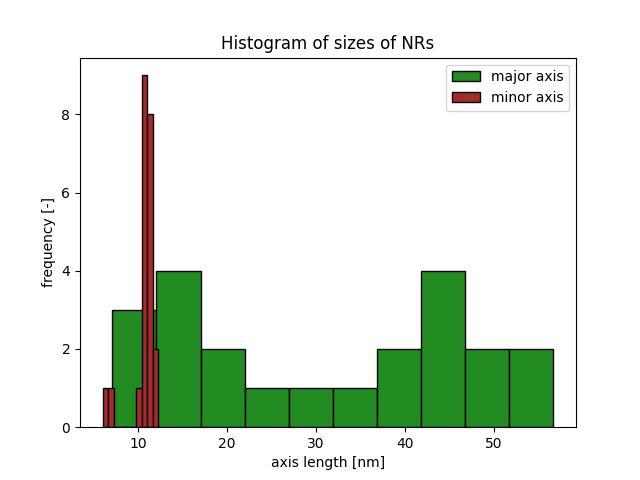 Histogram of sizes of NRs
major axis
minor axis
frequency [-]
8
6
4
2
0
10 20 30 40 50
axis length [nm]